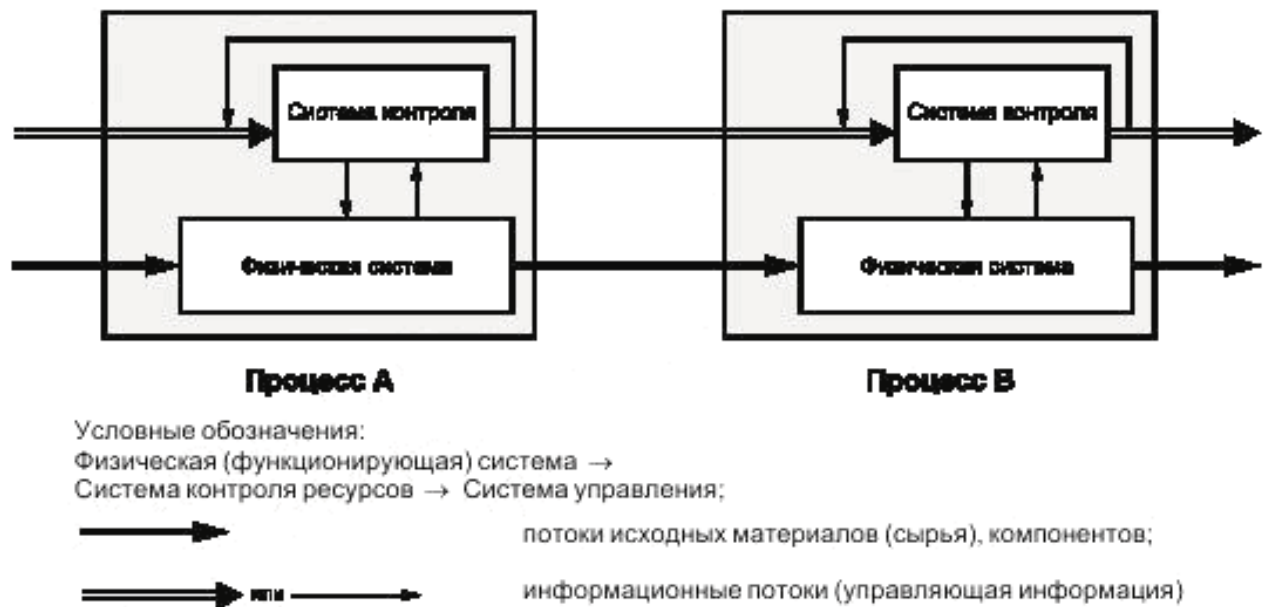 Система контроля
Система контроля
Физическая система
Физическая система
Процесс А
Процесс В
Условные обозначения:
Физическая (функционирующая) система →
Система контроля ресурсов → Система управления;
потоки исходных материалов (сырья), компонентов;
или
информационные потоки (управляющая информация)